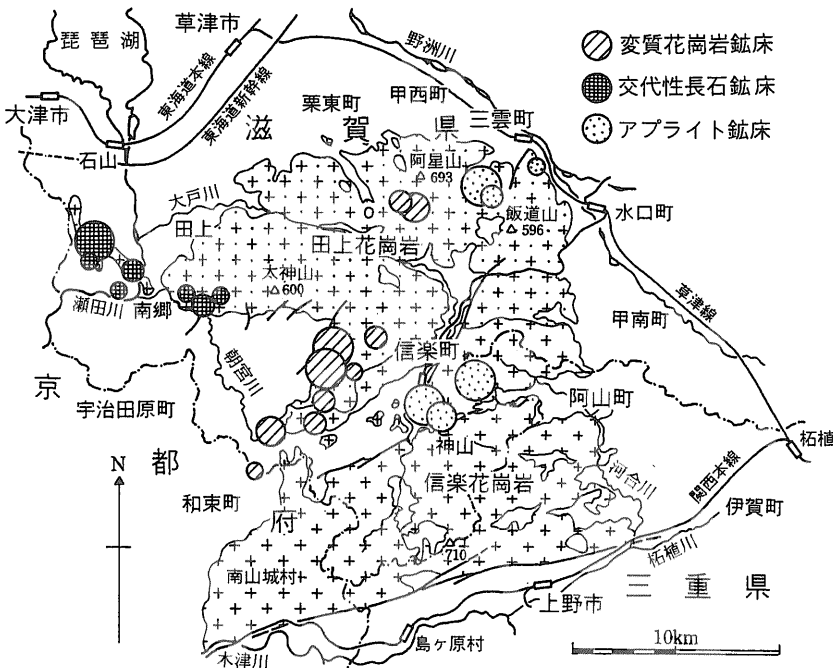 草津市
琵琶湖
野洲川
変質花崗岩鉱床
東海道本線
東海道新幹線
交代性長石鉱床
大津市
栗東町
甲西町
三雲町
アプライト鉱床
滋賀県
石山
阿星山
△693
大戸川
飯道山
△596
水口町
田上
田上花崗岩
太神山
△600
草津線
瀬田川
南郷
甲南町
朝宮川
信楽町
京
宇治田原町
阿山町
柘植
N
都
神山
信楽花崗岩
河合川
関西本線
和束町
伊賀町
府
△
710
柘植川
南山城村
三重県
上野市
島ヶ原村
10km
木津川